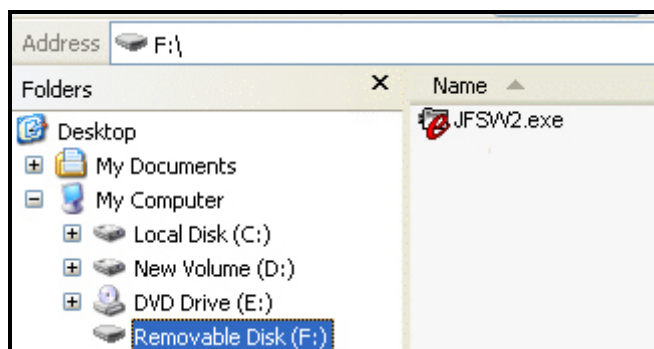 Address F:\
Folders X Name
JFSW2.exe
Desktop
My Documents
My Computer
Local Disk (C:)
New Volume (D:)
DVD Drive (E:)
Removable Disk (F:)